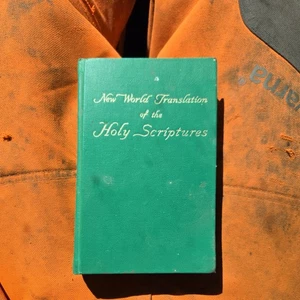 New World Translation
of the
Holy Scriptures